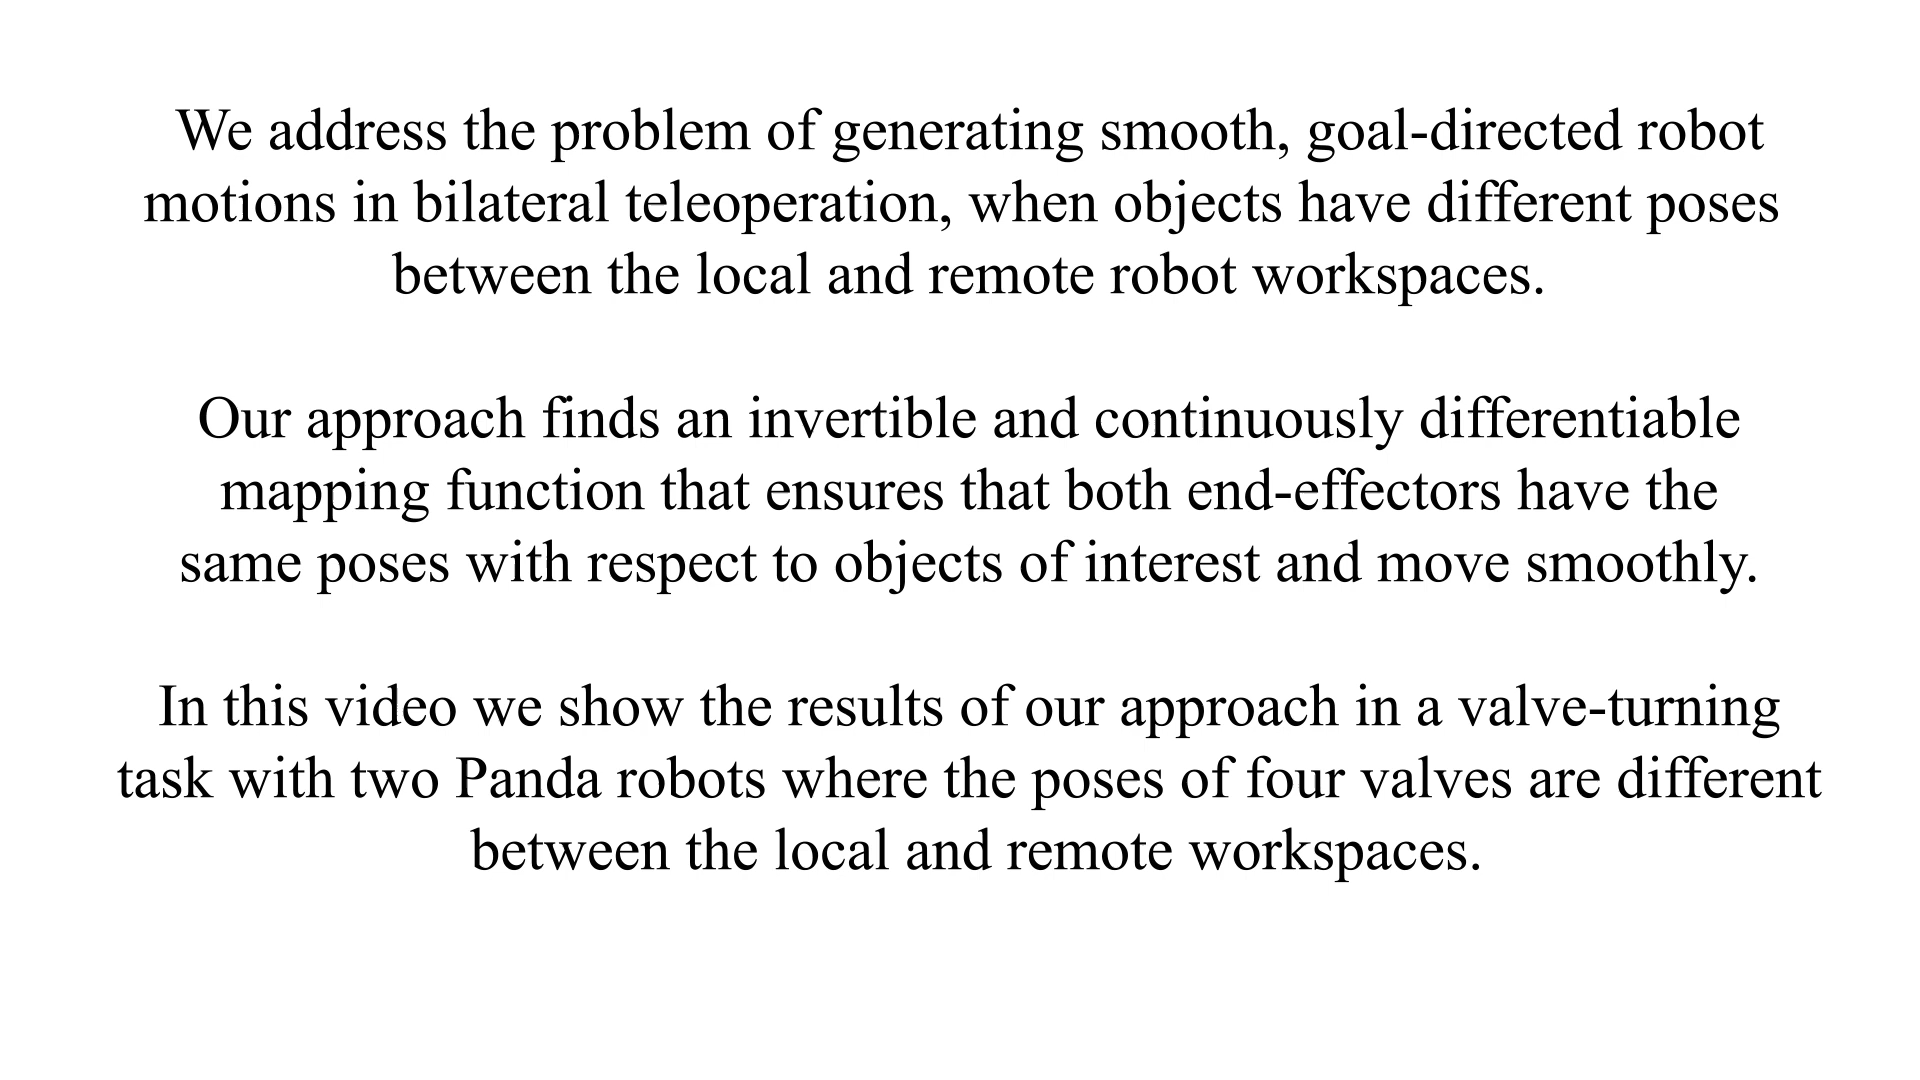 We address the problem of generating smooth, goal-directed robot
motions in bilateral teleoperation, when objects have different poses
between the local and remote robot workspaces.
Our approach finds an invertible and continuously differentiable
mapping function that ensures that both end-effectors have the
same poses with respect to objects of interest and move smoothly.
In this video we show the results of our approach in a valve-turning
task with two Panda robots where the poses of four valves are different
between the local and remote workspaces.